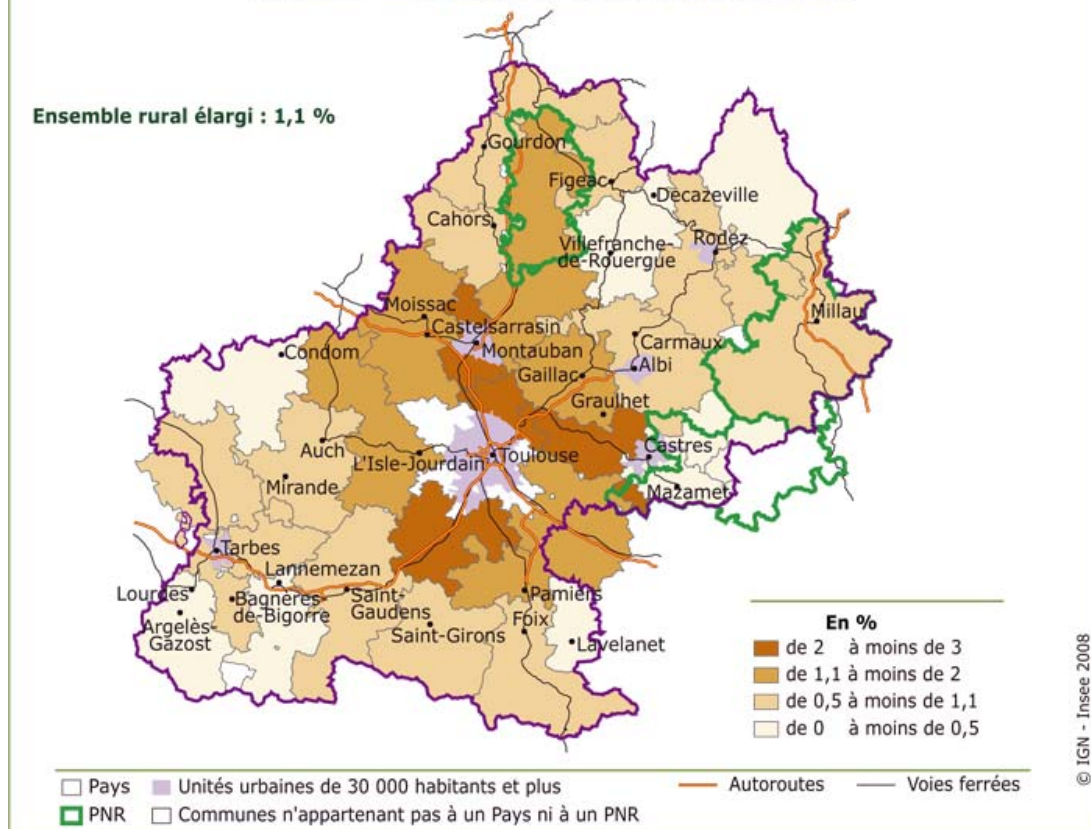 Ensemble rural élargi : 1,1 %
Gourdon
Figeac
Decazeville
Cahors
Villefranche-
de-Rouergue
Rodez
Moissac
Millau
Castelsarrasin
Carmaux
Condom
Montauban
Gaillac
Albi
Graulhet
Auch
L'Isle-Jourdain
Toulouse
Castres
Mirande
Mazamet
Tarbes
Lannemezan
Lourdes
Bagnères-
de-Bigorre
Saint-
Gaudens
Pamiers
Argelès-
Gazost
Saint-Girons
Foix
Lavelanet
En %
de 2 à moins de 3
de 1,1 à moins de 2
de 0,5 à moins de 1,1
de 0 à moins de 0,5
© IGN - Insee 2008
Pays
Unités urbaines de 30 000 habitants et plus
Autoroutes
Voies ferrées
PNR
Communes n'appartenant pas à un Pays ni à un PNR